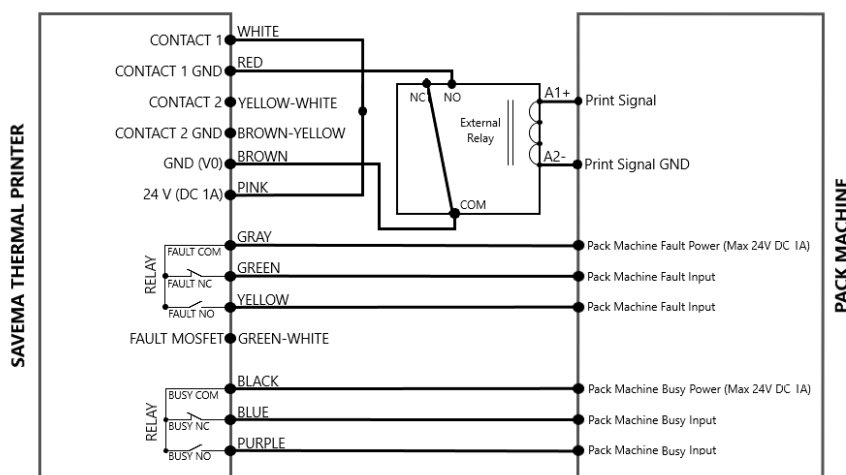 SAVEMA THERMAL PRINTER
CONTACT 1 WHITE
CONTACT 1 GND RED
CONTACT 2 YELLOW-WHITE
CONTACT 2 GND BROWN-YELLOW
GND (V0) BROWN
24 V (DC 1A) PINK
NC NO
External
Relay
COM
A1+ Print Signal
A2- Print Signal GND
RELAY
FAULT COM GRAY Pack Machine Fault Power (Max 24V DC 1A)
FAULT NC GREEN Pack Machine Fault Input
FAULT NO YELLOW Pack Machine Fault Input
FAULT MOSFET GREEN-WHITE
RELAY
BUSY COM BLACK Pack Machine Busy Power (Max 24V DC 1A)
BUSY NC BLUE Pack Machine Busy Input
BUSY NO PURPLE Pack Machine Busy Input
PACK MACHINE